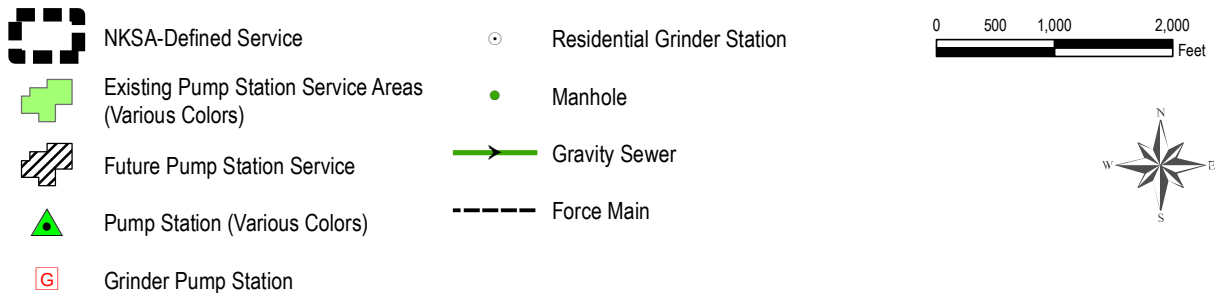 NKSA-Defined Service
Existing Pump Station Service Areas
(Various Colors)
Future Pump Station Service
Pump Station (Various Colors)
G
Grinder Pump Station
Residential Grinder Station
Manhole
Gravity Sewer
Force Main
0 500 1,000 2,000
Feet
N
W E
S